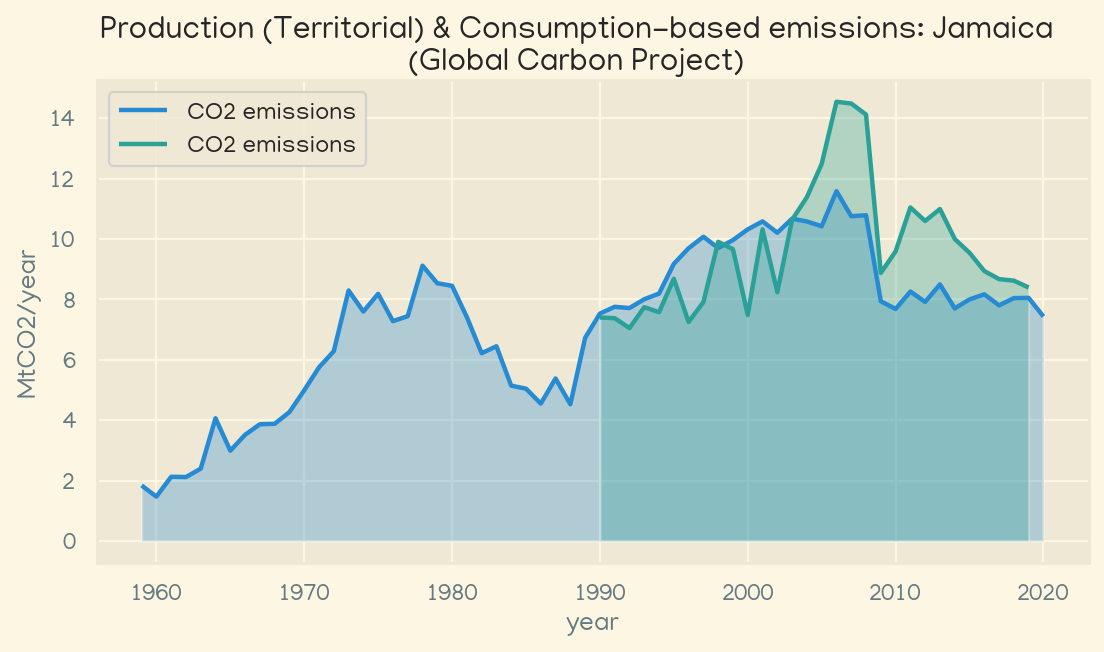 Production (Territorial) & Consumption-based emissions: Jamaica
(Global Carbon Project)
CO2 emissions
CO2 emissions
14
12
10
8
6
4
2
0
MtCO2/year
1960 1970 1980 1990 2000 2010 2020
year